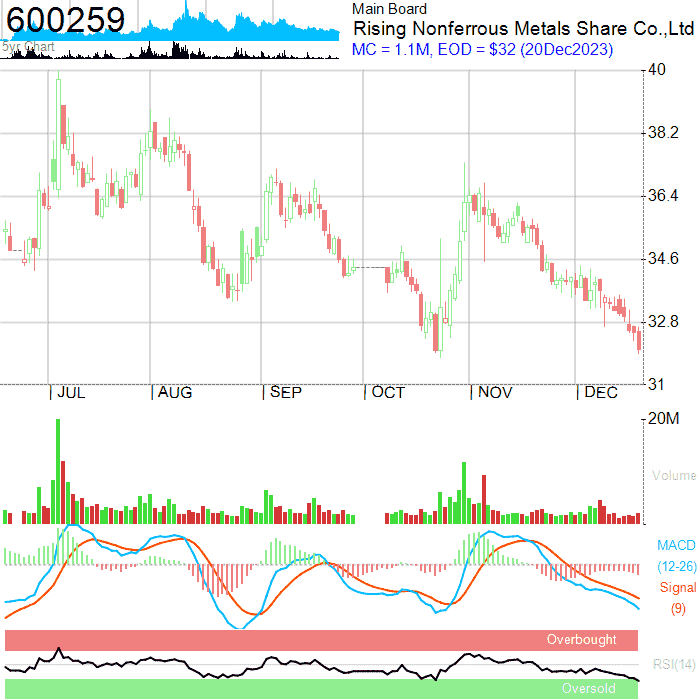 600259
5yr Chart
Main Board
Rising Nonferrous Metals Share Co.,Ltd
MC = 1.1M, EOD = $32 (20Dec2023)
40
38.2
36.4
34.6
32.8
31
JUL
AUG
SEP
OCT
NOV
DEC
20M
Volume
MACD
(12-26)
Signal
(9)
Overbought
RSI(14)
Oversold